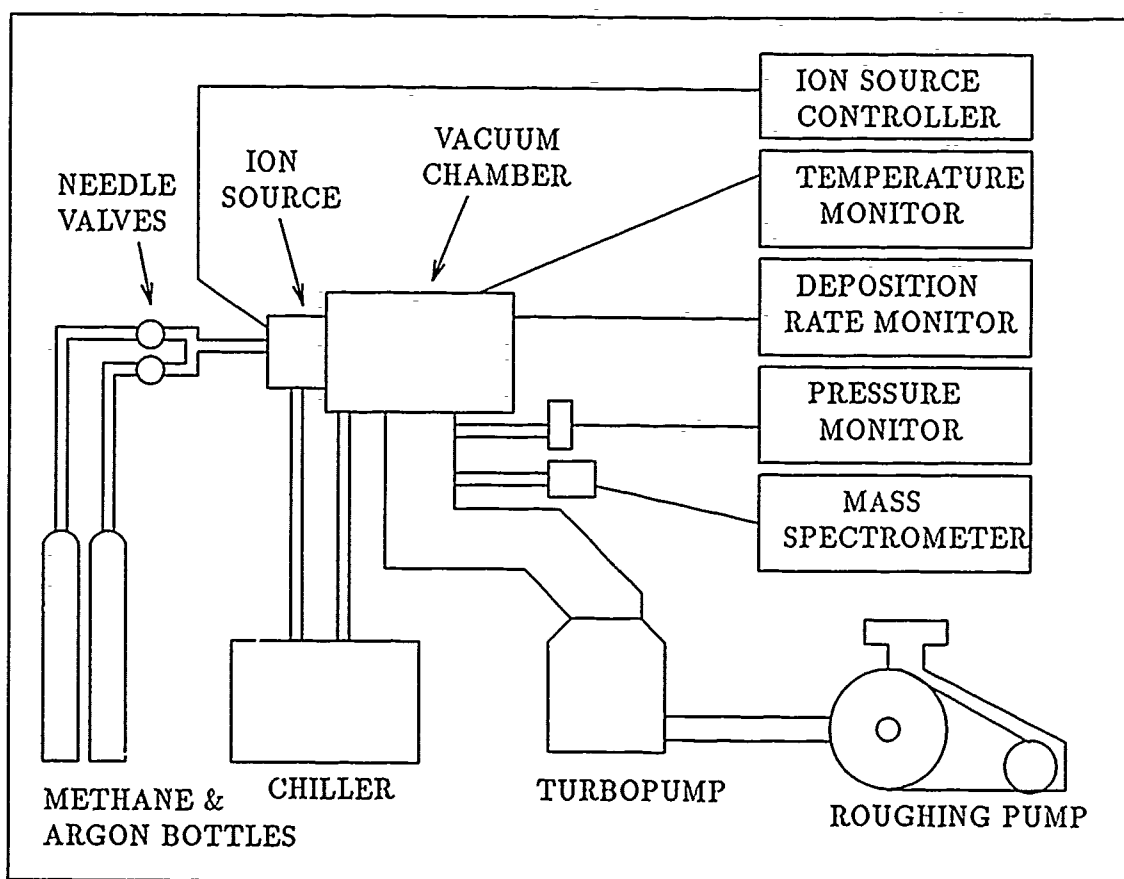 ION SOURCE
CONTROLLER
VACUUM
CHAMBER
ION
SOURCE
NEEDLE
VALVES
TEMPERATURE
MONITOR
DEPOSITION
RATE MONITOR
PRESSURE
MONITOR
MASS
SPECTROMETER
CHILLER
TURBOPUMP
METHANE &
ARGON BOTTLES
ROUGHING PUMP